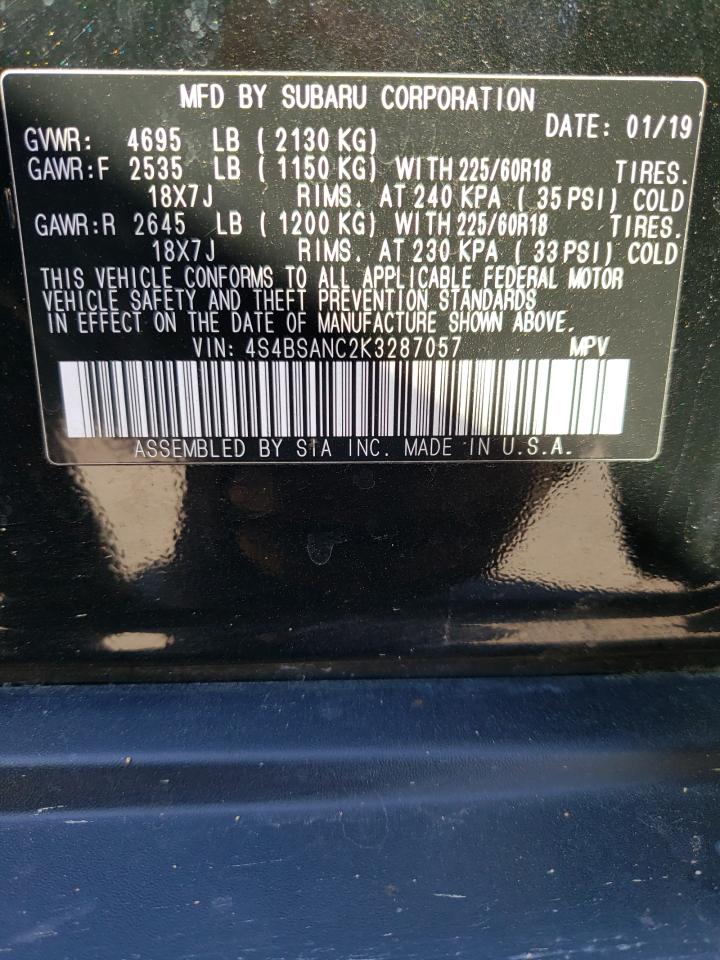 MFD BY SUBARU CORPORATION
DATE: 01/19
GVWR: 4695 LB (2130 KG)
GAWR:F 2535 LB (1150 KG) WITH 225/60R18 TIRES.
18X7J RIMS. AT 240 KPA (35 PSI) COLD
GAWR:R 2645 LB (1200 KG) WITH 225/60R18 TIRES.
18X7J RIMS. AT 230 KPA (33 PSI) COLD
THIS VEHICLE CONFORMS TO ALL APPLICABLE FEDERAL MOTOR
VEHICLE SAFETY AND THEFT PREVENTION STANDARDS
IN EFFECT ON THE DATE OF MANUFACTURE SHOWN ABOVE.
VIN: 4S4BSANC2K3287057 MPV
ASSEMBLED BY SIA INC. MADE IN U.S.A.